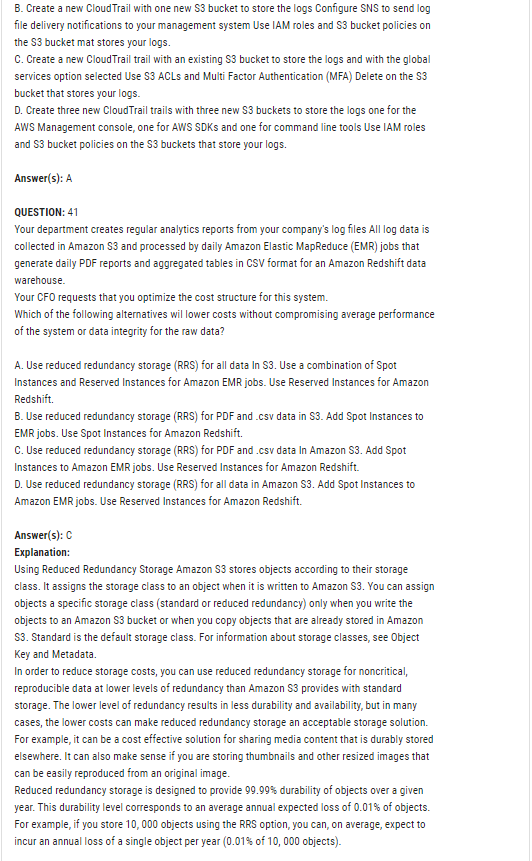 B. Create a new CloudTrail with one new S3 bucket to store the logs Configure SNS to send log
file delivery notifications to your management system Use IAM roles and S3 bucket policies on
the S3 bucket mat stores your logs.
C. Create a new CloudTrail trail with an existing S3 bucket to store the logs and with the global
services option selected Use S3 ACLs and Multi Factor Authentication (MFA) Delete on the S3
bucket that stores your logs.
D. Create three new CloudTrail trails with three new S3 buckets to store the logs one for the
AWS Management console, one for AWS SDKs and one for command line tools Use IAM roles
and S3 bucket policies on the S3 buckets that store your logs.
Answer(s): A
QUESTION: 41
Your department creates regular analytics reports from your company's log files All log data is
collected in Amazon S3 and processed by daily Amazon Elastic MapReduce (EMR) jobs that
generate daily PDF reports and aggregated tables in CSV format for an Amazon Redshift data
warehouse.
Your CFO requests that you optimize the cost structure for this system.
Which of the following alternatives wil lower costs without compromising average performance
of the system or data integrity for the raw data?
A. Use reduced redundancy storage (RRS) for all data In S3. Use a combination of Spot
Instances and Reserved Instances for Amazon EMR jobs. Use Reserved Instances for Amazon
Redshift.
B. Use reduced redundancy storage (RRS) for PDF and .csv data in S3. Add Spot Instances to
EMR jobs. Use Spot Instances for Amazon Redshift.
C. Use reduced redundancy storage (RRS) for PDF and .csv data In Amazon S3. Add Spot
Instances to Amazon EMR jobs. Use Reserved Instances for Amazon Redshift.
D. Use reduced redundancy storage (RRS) for all data in Amazon S3. Add Spot Instances to
Amazon EMR jobs. Use Reserved Instances for Amazon Redshift.
Answer(s): C
Explanation:
Using Reduced Redundancy Storage Amazon S3 stores objects according to their storage
class. It assigns the storage class to an object when it is written to Amazon S3. You can assign
objects a specific storage class (standard or reduced redundancy) only when you write the
objects to an Amazon S3 bucket or when you copy objects that are already stored in Amazon
S3. Standard is the default storage class. For information about storage classes, see Object
Key and Metadata.
In order to reduce storage costs, you can use reduced redundancy storage for noncritical,
reproducible data at lower levels of redundancy than Amazon S3 provides with standard
storage. The lower level of redundancy results in less durability and availability, but in many
cases, the lower costs can make reduced redundancy storage an acceptable storage solution.
For example, it can be a cost effective solution for sharing media content that is durably stored
elsewhere. It can also make sense if you are storing thumbnails and other resized images that
can be easily reproduced from an original image.
Reduced redundancy storage is designed to provide 99.99% durability of objects over a given
year. This durability level corresponds to an average annual expected loss of 0.01% of objects.
For example, if you store 10, 000 objects using the RRS option, you can, on average, expect to
incur an annual loss of a single object per year (0.01% of 10, 000 objects).